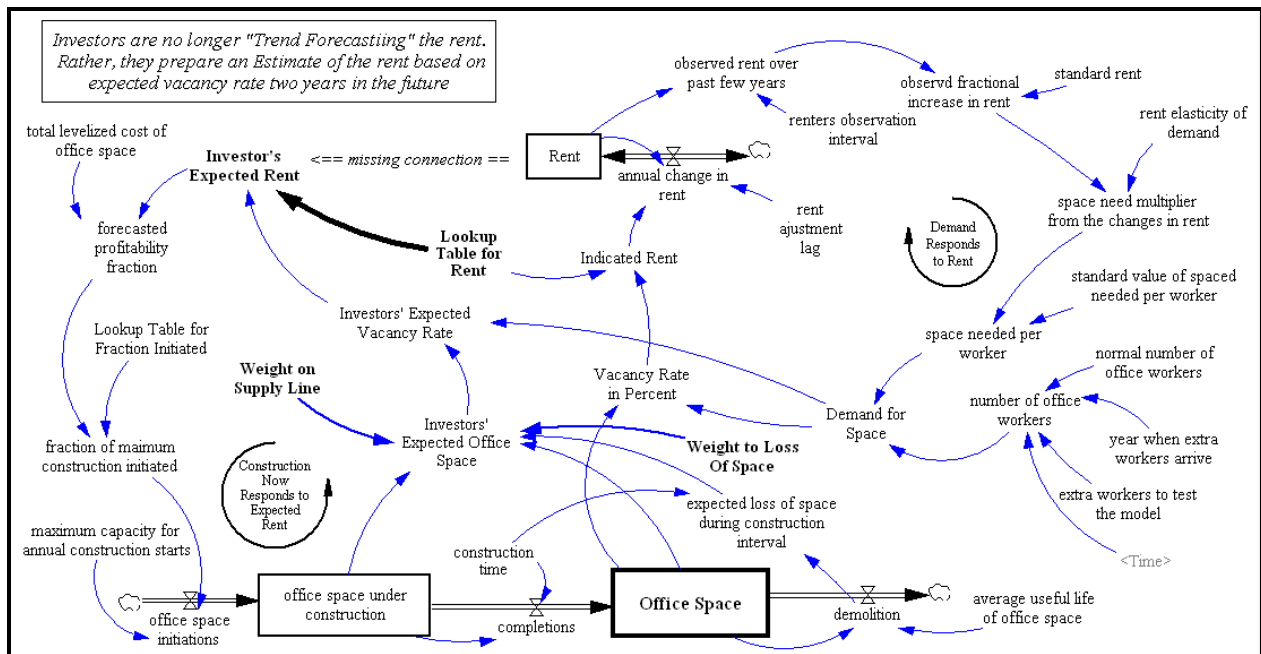 Investors are no longer "Trend Forecastiing" the rent.
Rather, they prepare an Estimate of the rent based on
expected vacancy rate two years in the future
observed rent over
past few years
observd fractional
increase in rent
standard rent
renters observation
interval
rent elasticity of
demand
total levelized cost of
office space
Investor's
Expected Rent
<== missing connection ==
Rent
annual change in
rent
rent
ajustment
lag
space need multiplier
from the changes in rent
forecasted
profitability
fraction
Lookup
Table for
Rent
Indicated Rent
Demand
Responds
to Rent
standard value of spaced
needed per worker
Investors' Expected
Vacancy Rate
space needed per
worker
Lookup Table for
Fraction Initiated
Weight on
Supply Line
Vacancy Rate
in Percent
normal number of
office workers
number of office
workers
Demand for
Space
Investors'
Expected Office
Space
Weight to Loss
Of Space
year when extra
workers arrive
fraction of maimum
construction initiated
Construction
Now
Responds to
Expected
Rent
extra workers to test
the model
expected loss of space
during construction
interval
maximum capacity for
annual construction starts
construction
time
<Time>
office space under
construction
Office Space
office space
initiations
completions
demolition
average useful life
of office space